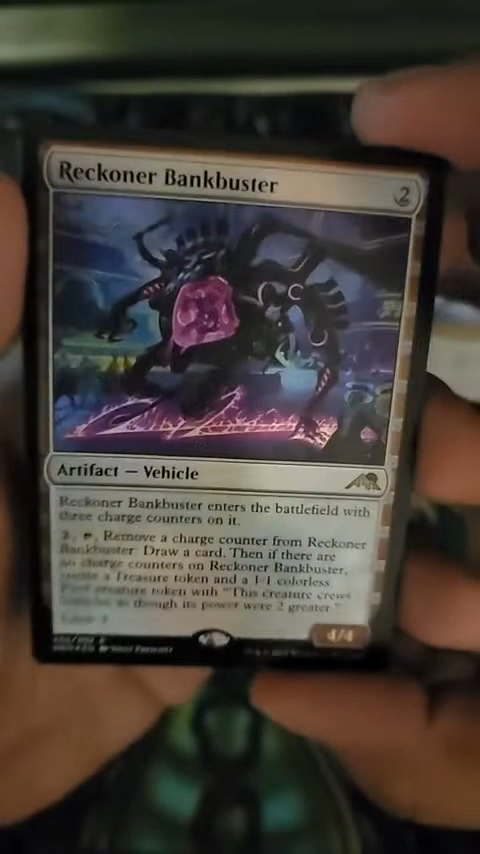 Reckoner Bankbuster
2
Artifact — Vehicle
Reckoner Bankbuster enters the battlefield with
three charge counters on it.
2, Remove a charge counter from Reckoner
Bankbuster: Draw a card. Then if there are
no charge counters on Reckoner Bankbuster,
create a Treasure token and a 1/1 colorless
Pilot creature token with "This creature crews
Vehicles as though its power were 2 greater."
4/4